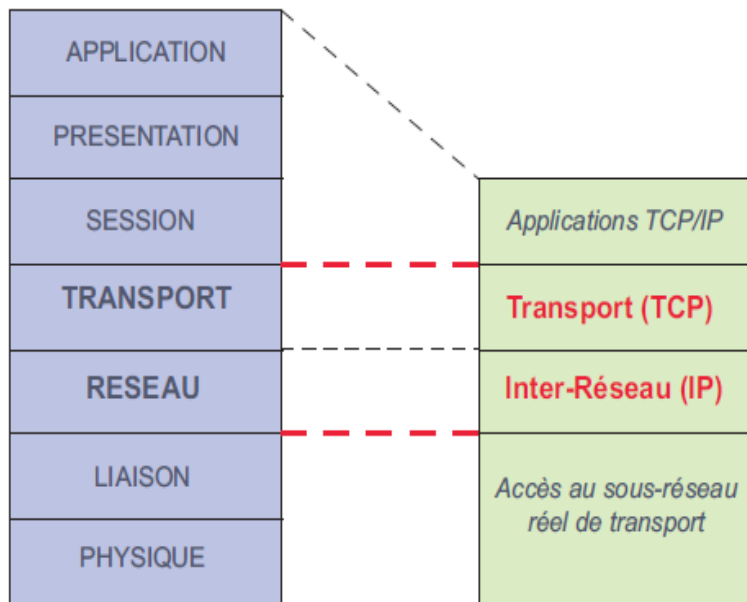 APPLICATION
PRESENTATION
SESSION
TRANSPORT
RESEAU
LIAISON
PHYSIQUE
Applications TCP/IP
Transport (TCP)
Inter-Réseau (IP)
Accès au sous-réseau
réel de transport